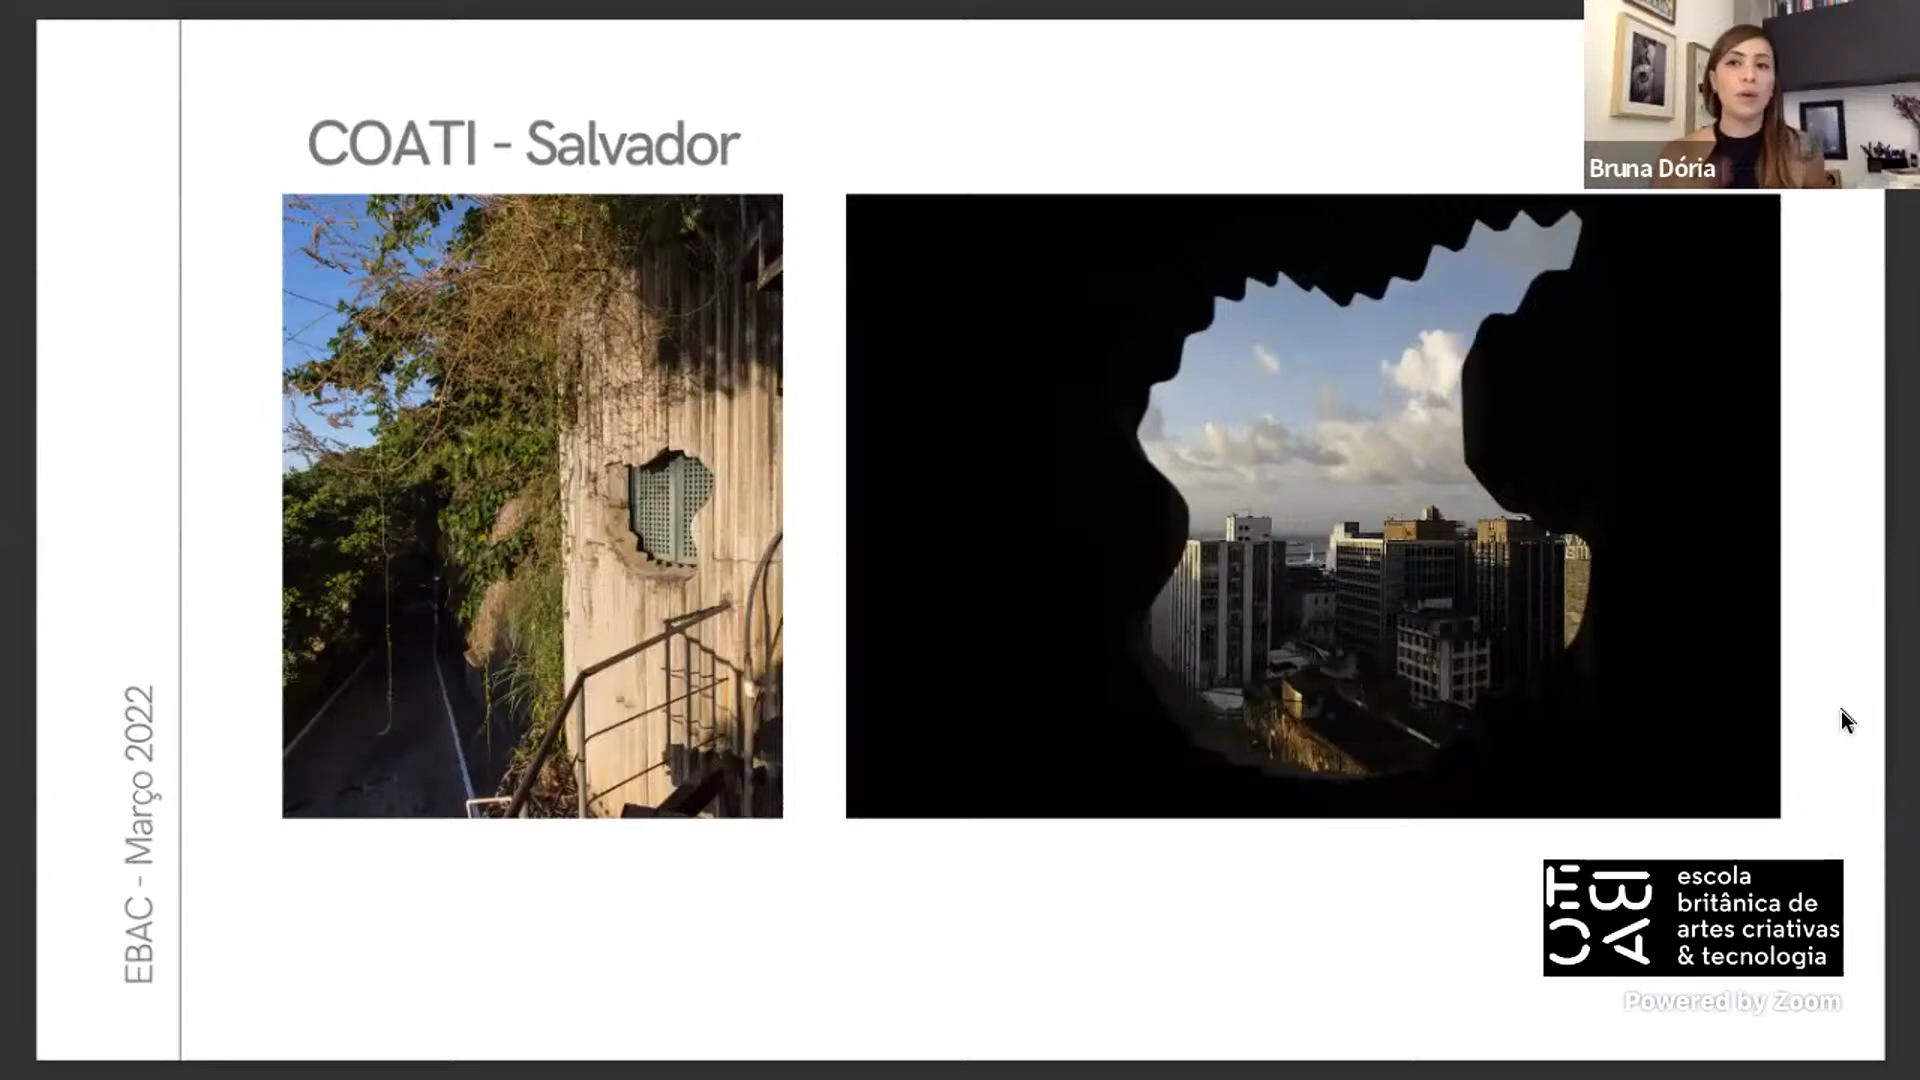 COATI - Salvador
Bruna Dória
EBAC - Março 2022
escola
britânica de
artes criativas
& tecnologia
Powered by Zoom